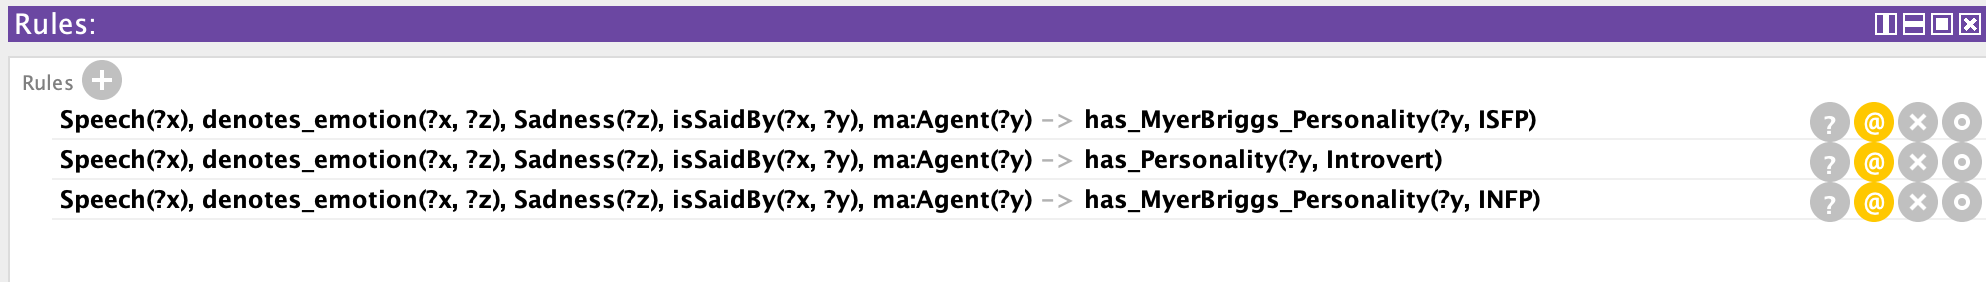 Rules:
Rules
Speech(?x), denotes_emotion(?x, ?z), Sadness(?z), isSaidBy(?x, ?y), ma:Agent(?y) -> has_MyerBriggs_Personality(?y, ISFP)
Speech(?x), denotes_emotion(?x, ?z), Sadness(?z), isSaidBy(?x, ?y), ma:Agent(?y) -> has_Personality(?y, Introvert)
Speech(?x), denotes_emotion(?x, ?z), Sadness(?z), isSaidBy(?x, ?y), ma:Agent(?y) -> has_MyerBriggs_Personality(?y, INFP)